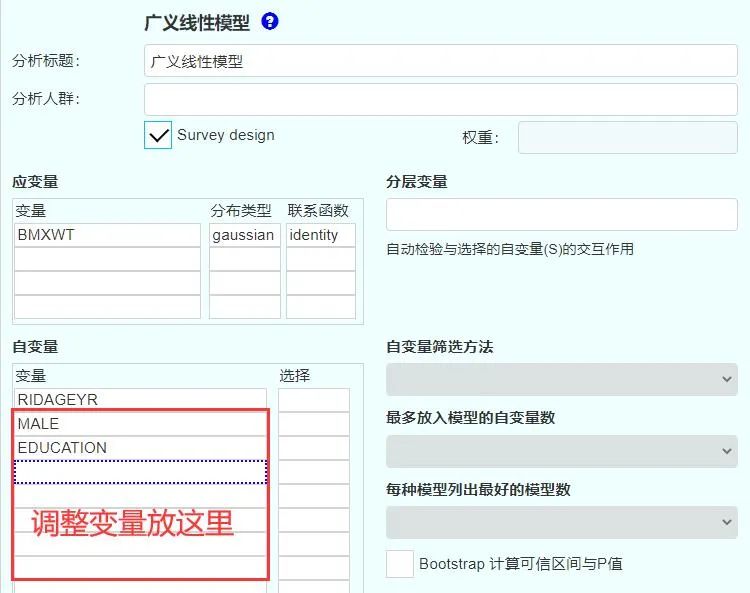 广义线性模型 ?
分析标题： 广义线性模型
分析人群：
Survey design 权重：
应变量
变量 分布类型 联系函数
BMXWT gaussian identity
分层变量
自动检验与选择的自变量(S)的交互作用
自变量
变量 选择
RIDAGEYR
MALE
EDUCATION
调整变量放这里
自变量筛选方法
最多放入模型的自变量数
每种模型列出最好的模型数
Bootstrap 计算可信区间与P值